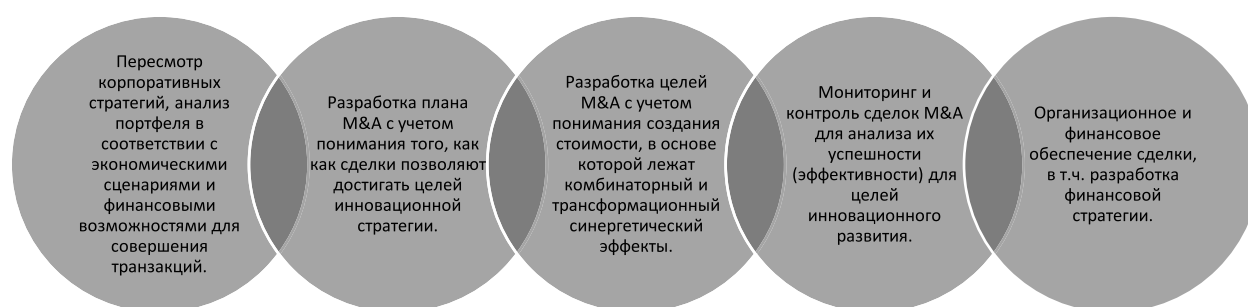 Пересмотр
корпоративных
стратегий, анализ
портфеля в
соответствии с
экономическими
сценариями и
финансовыми
возможностями для
совершения
транзакций.
Разработка плана
M&A с учетом
понимания того, как
как сделки позволяют
достигать целей
инновационной
стратегии.
Разработка целей
M&A с учетом
понимания создания
стоимости, в основе
которой лежат
комбинаторный и
трансформационный
синергетический
эффекты.
Мониторинг и
контроль сделок M&A
для анализа их
успешности
(эффективности) для
целей
инновационного
развития.
Организационное и
финансовое
обеспечение сделки,
в т.ч. разработка
финансовой
стратегии.